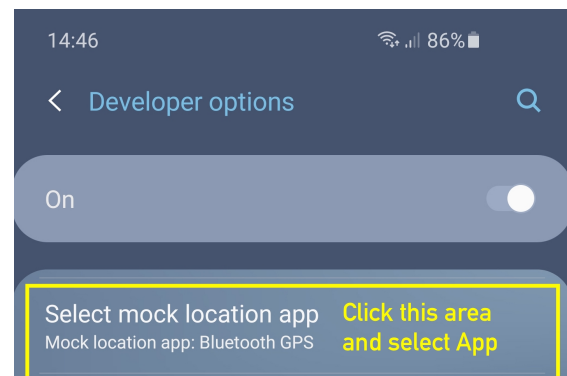 14:46 86%
Developer options
On
Select mock location app
Mock location app: Bluetooth GPS
Click this area
and select App